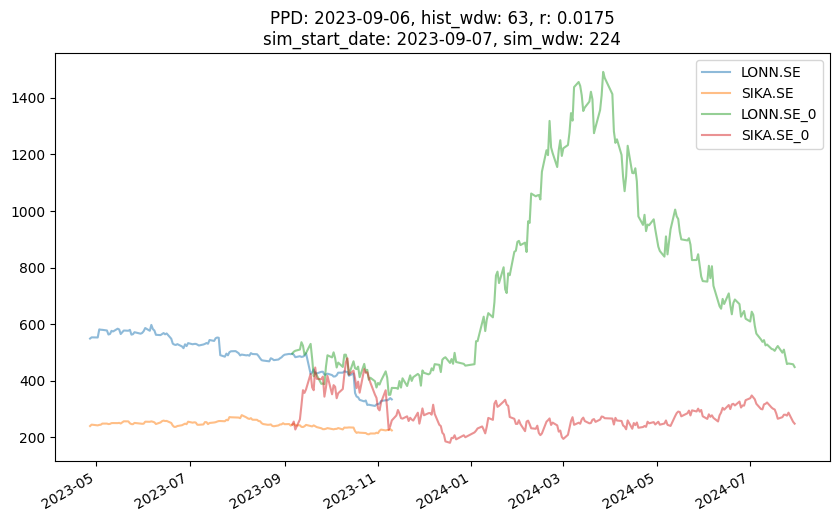 PPD: 2023-09-06, hist_wdw: 63, r: 0.0175
sim_start_date: 2023-09-07, sim_wdw: 224
LONN.SE
SIKA.SE
LONN.SE_0
SIKA.SE_0
1400
1200
1000
800
600
400
200
2023-05
2023-07
2023-09
2023-11
2024-01
2024-03
2024-05
2024-07